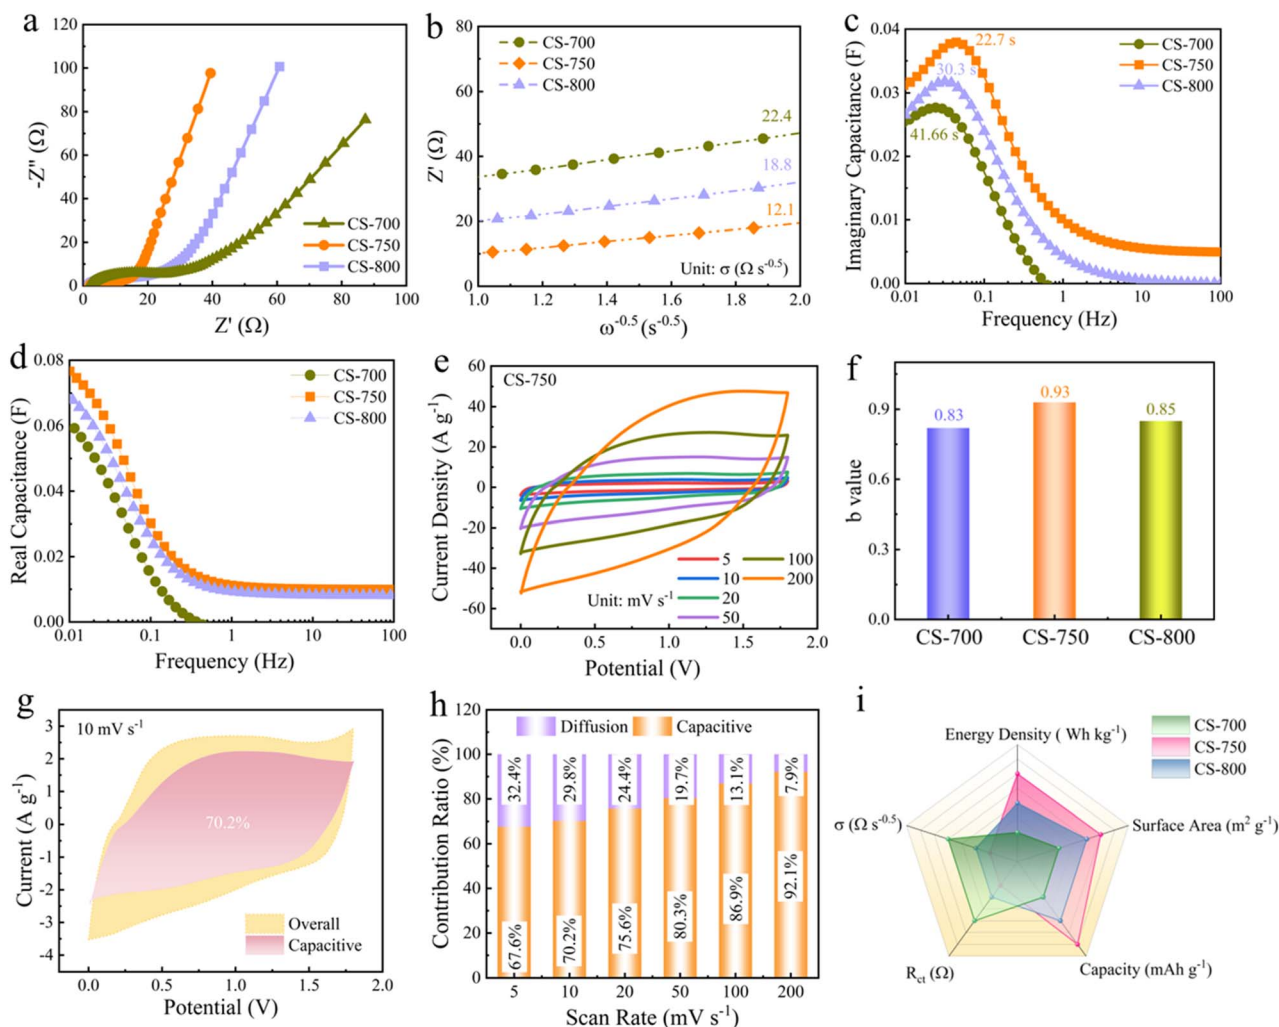 a
120
100
80
60
40
20
0
-Z'' (Ω)
CS-700
CS-750
CS-800
0 20 40 60 80 100
Z' (Ω)
b
80
60
40
20
0
Z' (Ω)
CS-700
CS-750
CS-800
22.4
18.8
12.1
Unit: σ (Ω s⁻⁰·⁵)
1.0 1.2 1.4 1.6 1.8 2.0
ω⁻⁰·⁵ (s⁻⁰·⁵)
c
0.04
0.03
0.02
0.01
0.00
Imaginary Capacitance (F)
22.7 s
30.3 s
41.66 s
CS-700
CS-750
CS-800
0.01 0.1 1 10 100
Frequency (Hz)
d
0.08
0.06
0.04
0.02
0.00
Real Capacitance (F)
CS-700
CS-750
CS-800
0.01 0.1 1 10 100
Frequency (Hz)
e
60
40
20
0
-20
-40
-60
Current Density (A g⁻¹)
CS-750
5 100
10 200
20
50
Unit: mV s⁻¹
0.0 0.5 1.0 1.5 2.0
Potential (V)
f
0.9
0.6
0.3
0.0
b value
0.83
0.93
0.85
CS-700 CS-750 CS-800
g
3
2
1
0
-1
-2
-3
-4
Current (A g⁻¹)
10 mV s⁻¹
70.2%
Overall
Capacitive
0.0 0.5 1.0 1.5 2.0
Potential (V)
h
120
100
80
60
40
20
0
Contribution Ratio (%)
Diffusion Capacitive
32.4% 29.8% 24.4% 19.7% 13.1% 7.9%
67.6% 70.2% 75.6% 80.3% 86.9% 92.1%
5 10 20 50 100 200
Scan Rate (mV s⁻¹)
i
CS-700
CS-750
CS-800
Energy Density ( Wh kg⁻¹)
σ (Ω s⁻⁰·⁵)
Surface Area (m² g⁻¹)
R_ct (Ω)
Capacity (mAh g⁻¹)